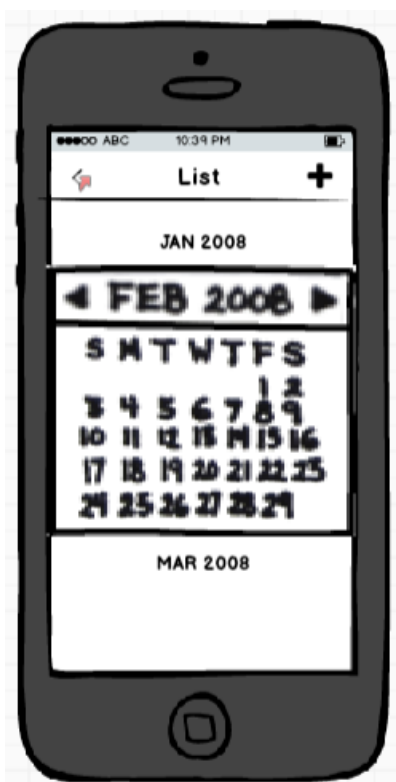 ABC 10:39 PM
List +
JAN 2008
FEB 2008
S M T W T F S
1 2
3 4 5 6 7 8 9
10 11 12 13 14 15 16
17 18 19 20 21 22 23
24 25 26 27 28 29
MAR 2008